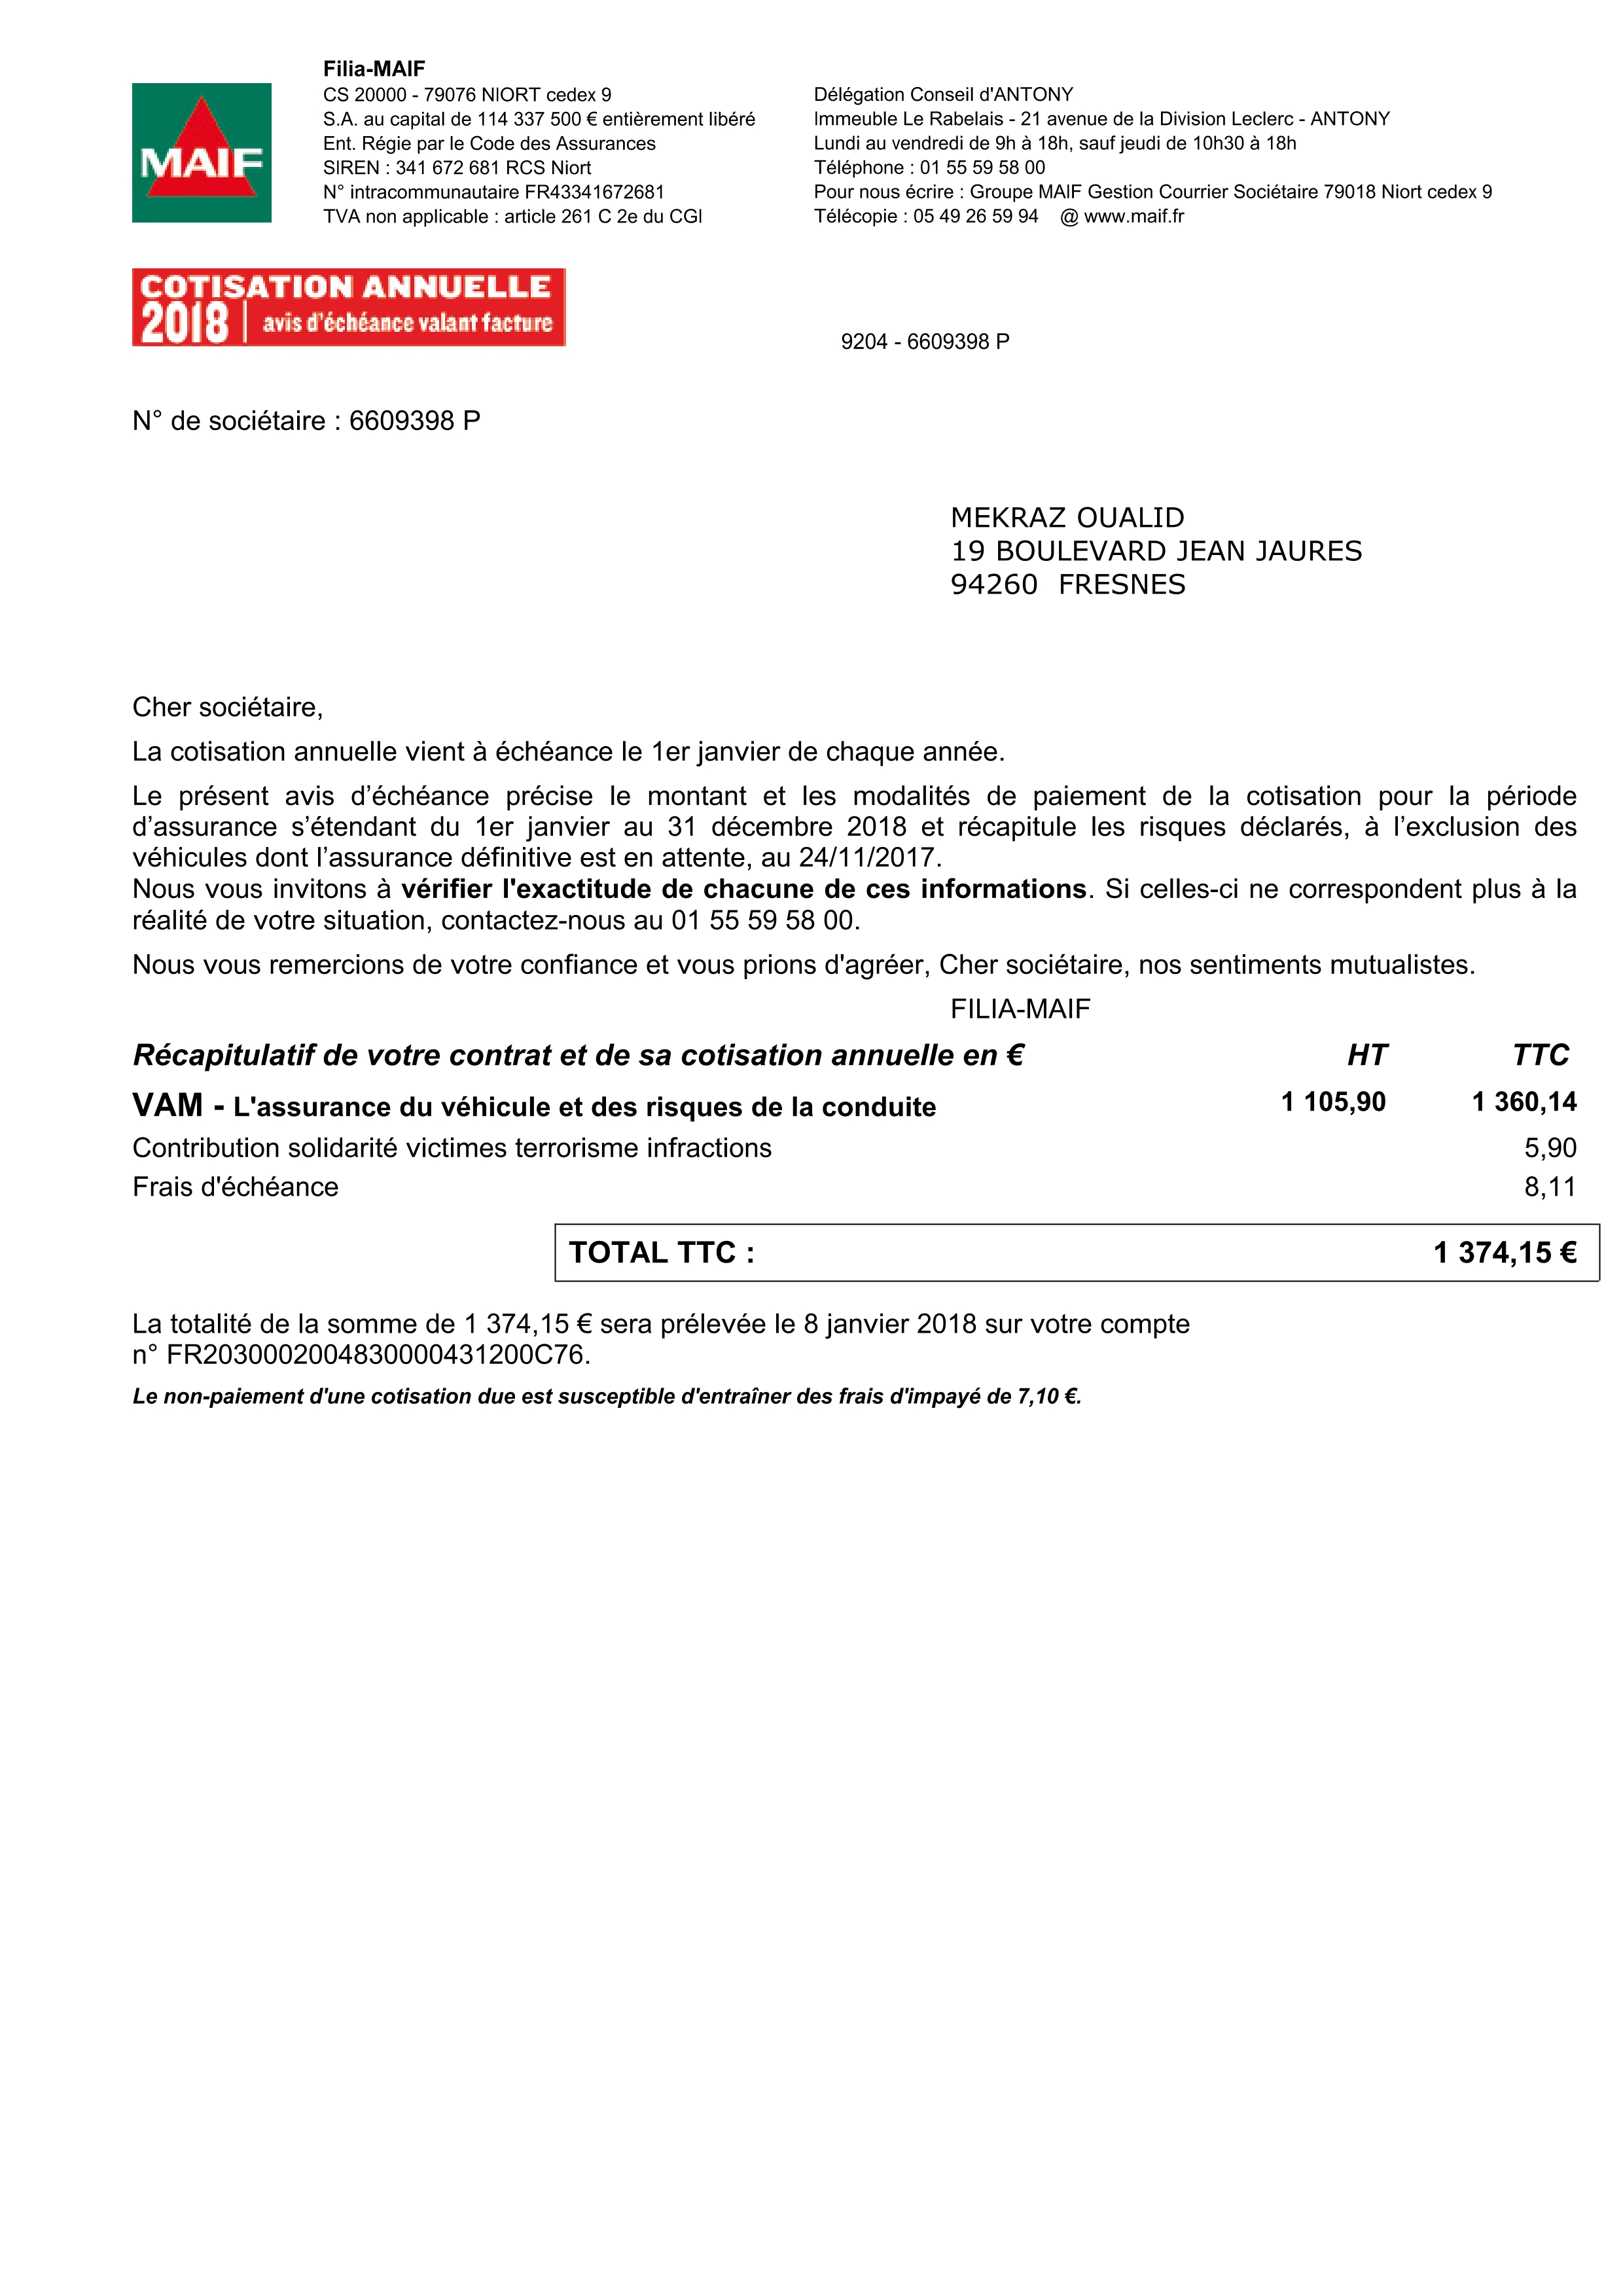 Filia-MAIF
CS 20000 - 79076 NIORT cedex 9
S.A. au capital de 114 337 500 € entièrement libéré
Ent. Régie par le Code des Assurances
SIREN : 341 672 681 RCS Niort
N° intracommunautaire FR43341672681
TVA non applicable : article 261 C 2e du CGI
MAIF
Délégation Conseil d'ANTONY
Immeuble Le Rabelais - 21 avenue de la Division Leclerc - ANTONY
Lundi au vendredi de 9h à 18h, sauf jeudi de 10h30 à 18h
Téléphone : 01 55 59 58 00
Pour nous écrire : Groupe MAIF Gestion Courrier Sociétaire 79018 Niort cedex 9
Télécopie : 05 49 26 59 94 @ www.maif.fr
COTISATION ANNUELLE
2018 | avis d'échéance valant facture
9204 - 6609398 P
N° de sociétaire : 6609398 P
MEKRAZ OUALID
19 BOULEVARD JEAN JAURES
94260 FRESNES
Cher sociétaire,
La cotisation annuelle vient à échéance le 1er janvier de chaque année.
Le présent avis d’échéance précise le montant et les modalités de paiement de la cotisation pour la période
d’assurance s’étendant du 1er janvier au 31 décembre 2018 et récapitule les risques déclarés, à l’exclusion des
véhicules dont l’assurance définitive est en attente, au 24/11/2017.
Nous vous invitons à vérifier l'exactitude de chacune de ces informations. Si celles-ci ne correspondent plus à la
réalité de votre situation, contactez-nous au 01 55 59 58 00.
Nous vous remercions de votre confiance et vous prions d'agréer, Cher sociétaire, nos sentiments mutualistes.
FILIA-MAIF
Récapitulatif de votre contrat et de sa cotisation annuelle en € HT TTC
VAM - L'assurance du véhicule et des risques de la conduite 1 105,90 1 360,14
Contribution solidarité victimes terrorisme infractions 5,90
Frais d'échéance 8,11
TOTAL TTC : 1 374,15 €
La totalité de la somme de 1 374,15 € sera prélevée le 8 janvier 2018 sur votre compte
n° FR2030002004830000431200C76.
Le non-paiement d'une cotisation due est susceptible d'entraîner des frais d'impayé de 7,10 €.